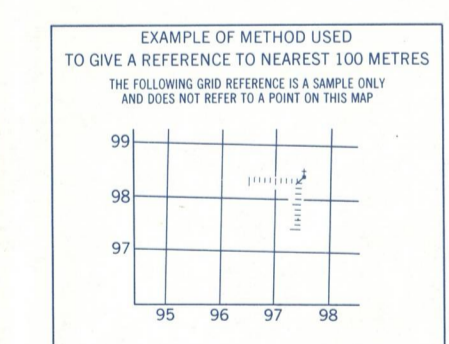 EXAMPLE OF METHOD USED
TO GIVE A REFERENCE TO NEAREST 100 METRES
THE FOLLOWING GRID REFERENCE IS A SAMPLE ONLY
AND DOES NOT REFER TO A POINT ON THIS MAP
99
98
97
95 96 97 98